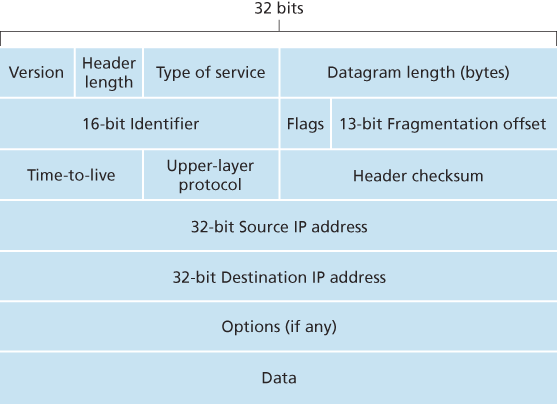 32 bits
Version
Header
length
Type of service
Datagram length (bytes)
16-bit Identifier
Flags
13-bit Fragmentation offset
Time-to-live
Upper-layer
protocol
Header checksum
32-bit Source IP address
32-bit Destination IP address
Options (if any)
Data